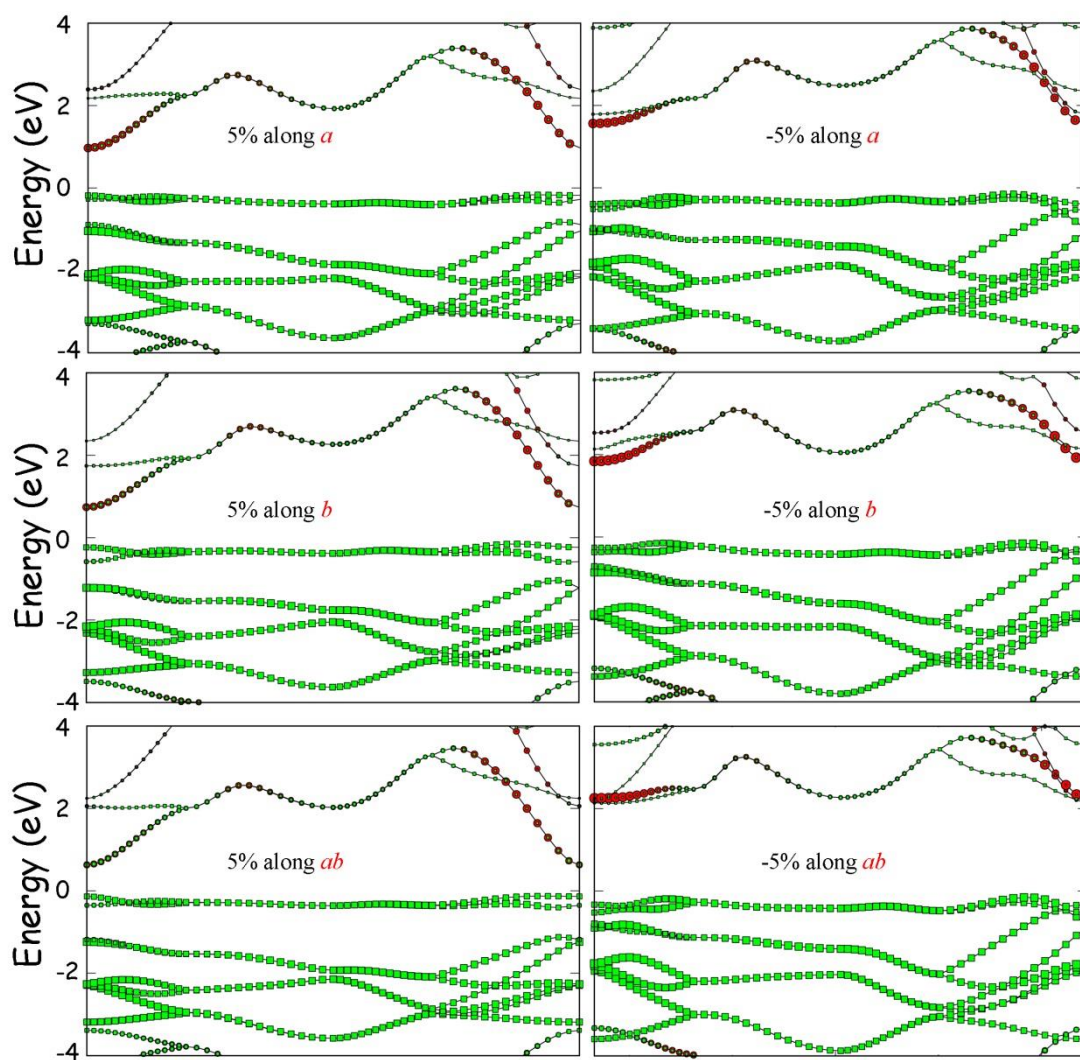 4
2
0
-2
-4
Energy (eV)
5% along a
-5% along a
4
2
0
-2
-4
Energy (eV)
5% along b
-5% along b
4
2
0
-2
-4
Energy (eV)
5% along ab
-5% along ab